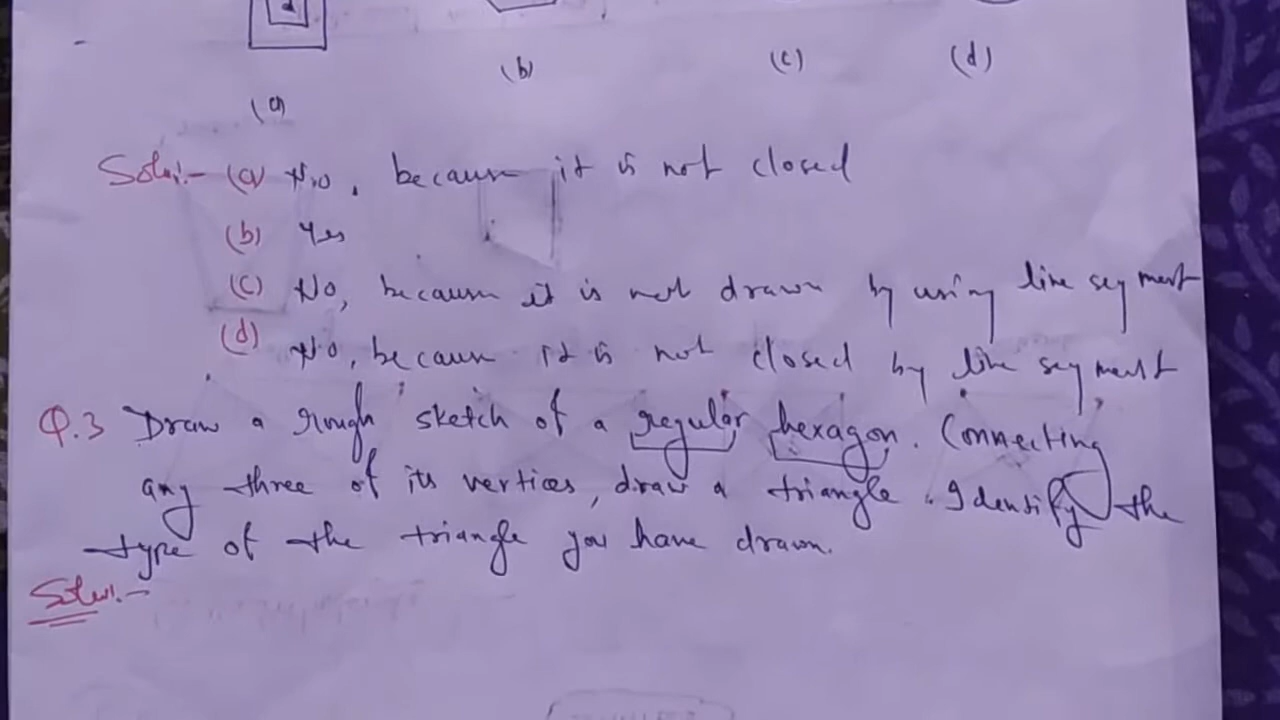 (b) (c) (d)
(a)
Soln:- (a) No, because it is not closed
(b) Yes
(c) No, because it is not drawn by using line segment
(d) No, because it is not closed by line segment
Q.3 Draw a rough sketch of a regular hexagon. Connecting
any three of its vertices, draw a triangle. Identify the
type of the triangle you have drawn.
Soln:-